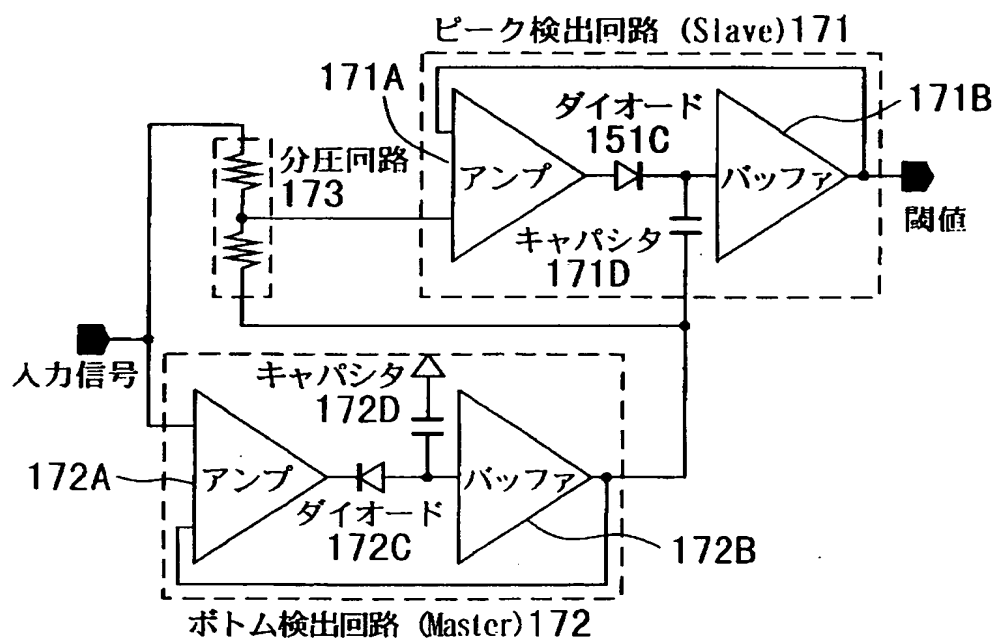 ピーク検出回路 (Slave)171
171A
ダイオード
151C
171B
分圧回路
173
アンプ
バッファ
キャパシタ
171D
閾値
入力信号
キャパシタ
172D
172A
アンプ
バッファ
ダイオード
172C
172B
ボトム検出回路 (Master)172